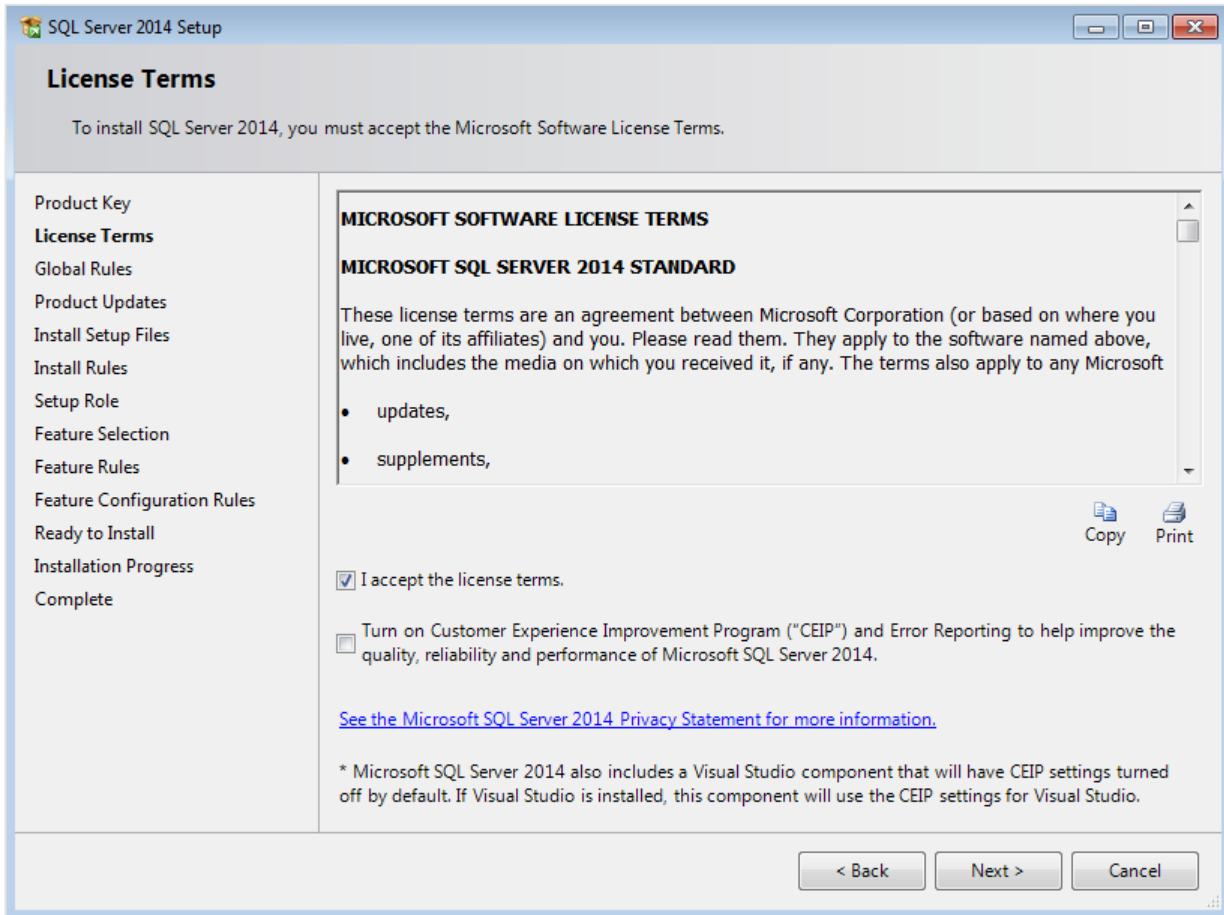 SQL Server 2014 Setup
License Terms
To install SQL Server 2014, you must accept the Microsoft Software License Terms.
Product Key
License Terms
Global Rules
Product Updates
Install Setup Files
Install Rules
Setup Role
Feature Selection
Feature Rules
Feature Configuration Rules
Ready to Install
Installation Progress
Complete
MICROSOFT SOFTWARE LICENSE TERMS
MICROSOFT SQL SERVER 2014 STANDARD
These license terms are an agreement between Microsoft Corporation (or based on where you
live, one of its affiliates) and you. Please read them. They apply to the software named above,
which includes the media on which you received it, if any. The terms also apply to any Microsoft
• updates,
• supplements,
Copy Print
I accept the license terms.
Turn on Customer Experience Improvement Program ("CEIP") and Error Reporting to help improve the
quality, reliability and performance of Microsoft SQL Server 2014.
See the Microsoft SQL Server 2014 Privacy Statement for more information.
* Microsoft SQL Server 2014 also includes a Visual Studio component that will have CEIP settings turned
off by default. If Visual Studio is installed, this component will use the CEIP settings for Visual Studio.
< Back Next > Cancel